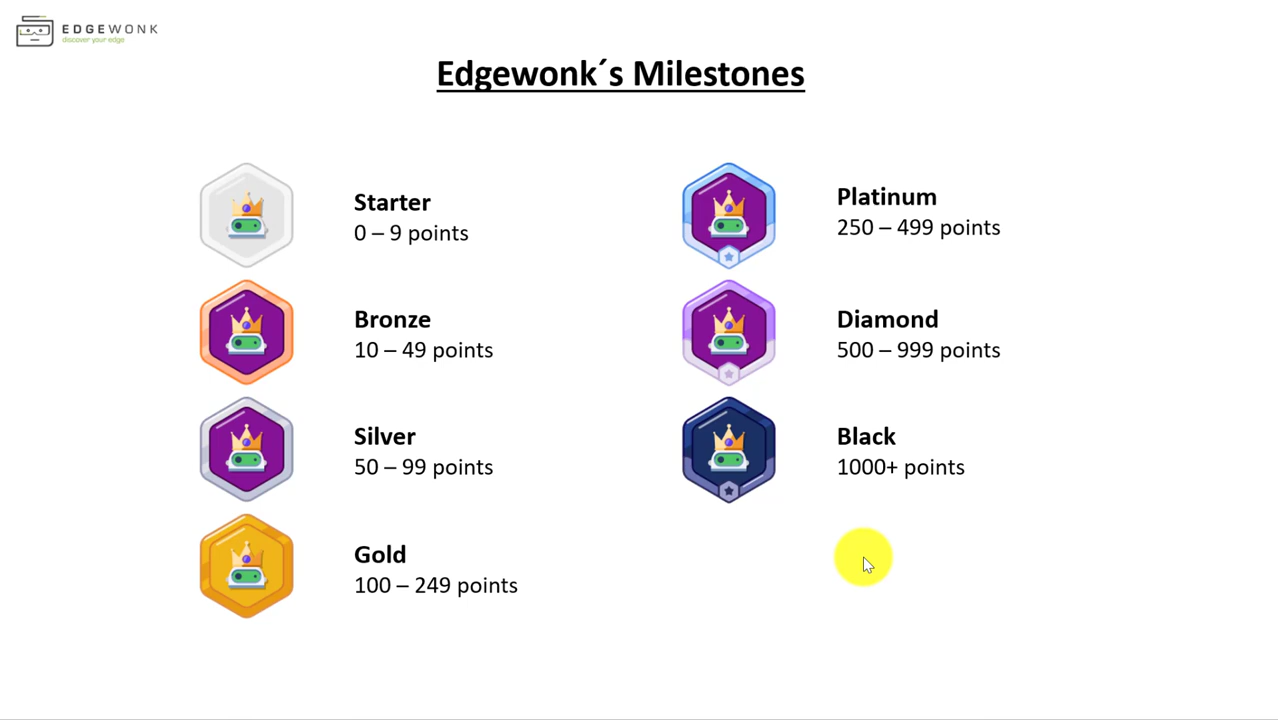 EDGEWONK
discover your edge
Edgewonk´s Milestones
Starter
0 – 9 points
Bronze
10 – 49 points
Silver
50 – 99 points
Gold
100 – 249 points
Platinum
250 – 499 points
Diamond
500 – 999 points
Black
1000+ points